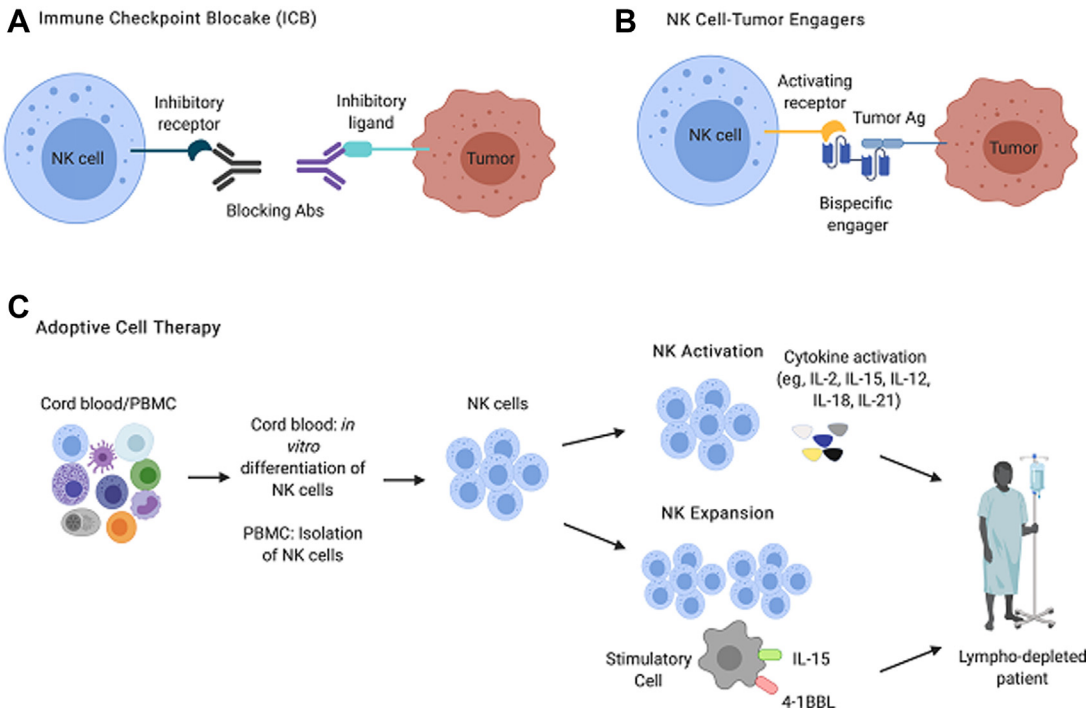 A
Immune Checkpoint Blocake (ICB)
NK cell
Inhibitory
receptor
Inhibitory
ligand
Tumor
Blocking Abs
B
NK Cell-Tumor Engagers
NK cell
Activating
receptor
Tumor Ag
Tumor
Bispecific
engager
C
Adoptive Cell Therapy
Cord blood/PBMC
Cord blood: in
vitro
differentiation of
NK cells
PBMC: Isolation
of NK cells
NK cells
NK Activation
Cytokine activation
(eg, IL-2, IL-15, IL-12,
IL-18, IL-21)
NK Expansion
Stimulatory
Cell
IL-15
4-1BBL
Lympho-depleted
patient